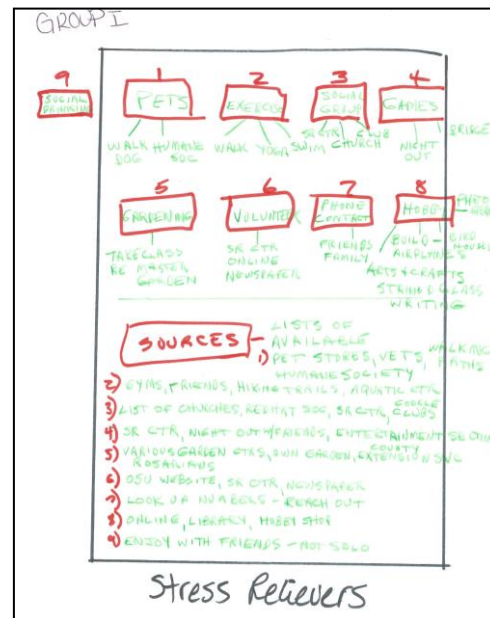 GROUP I
9 SOCIAL DRINKING
1 PETS
WALK DOG
HUMANE SOC
2 EXERCISE
WALK YOGA SWIM
3 SOCIAL GROUP
SR CTR CHURCH CLUB
4 GAMES
NIGHT OUT
BRIDGE
5 GARDENING
TAKE CLASS
RE MASTER
GARDEN
6 VOLUNTEER
SR CTR
ONLINE
NEWSPAPER
7 PHONE CONTACT
FRIENDS
FAMILY
8 HOBBY
BUILD - BIRD HOUSE
AIRPLANES
ARTS & CRAFTS
STAINED GLASS
WRITING
SOURCES - LISTS OF AVAILABLE
1) PET STORES, VETS, WALKING PATHS
HUMANE SOCIETY
2) GYMS, FRIENDS, HIKING TRAILS, AQUATIC CTR
3) LIST OF CHURCHES, SR CTR, GOOGLE CLUBS
4) SR CTR, NIGHT OUT W/FRIENDS, ENTERTAINMENT
5) VARIOUS GARDEN CTRS, OWN GARDEN, COUNTY EXTENSION SVC
ROSARIANS
6) OSU WEBSITE, SR CTR, NEWSPAPER
7) LOOK UP NUMBERS - REACH OUT
8) ONLINE, LIBRARY, HOBBY SHOP
9) ENJOY WITH FRIENDS - NOT SOLO
Stress Relievers